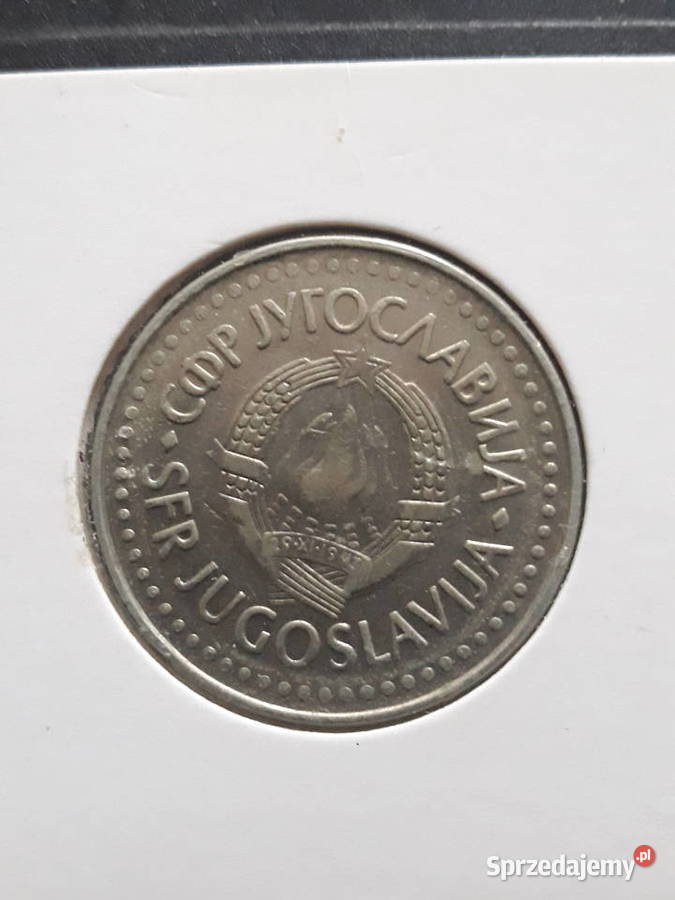 СФР ЈУГОСЛАВИЈА
SFR JUGOSLAVIJA
29·XI·1943
Sprzedajemy.pl